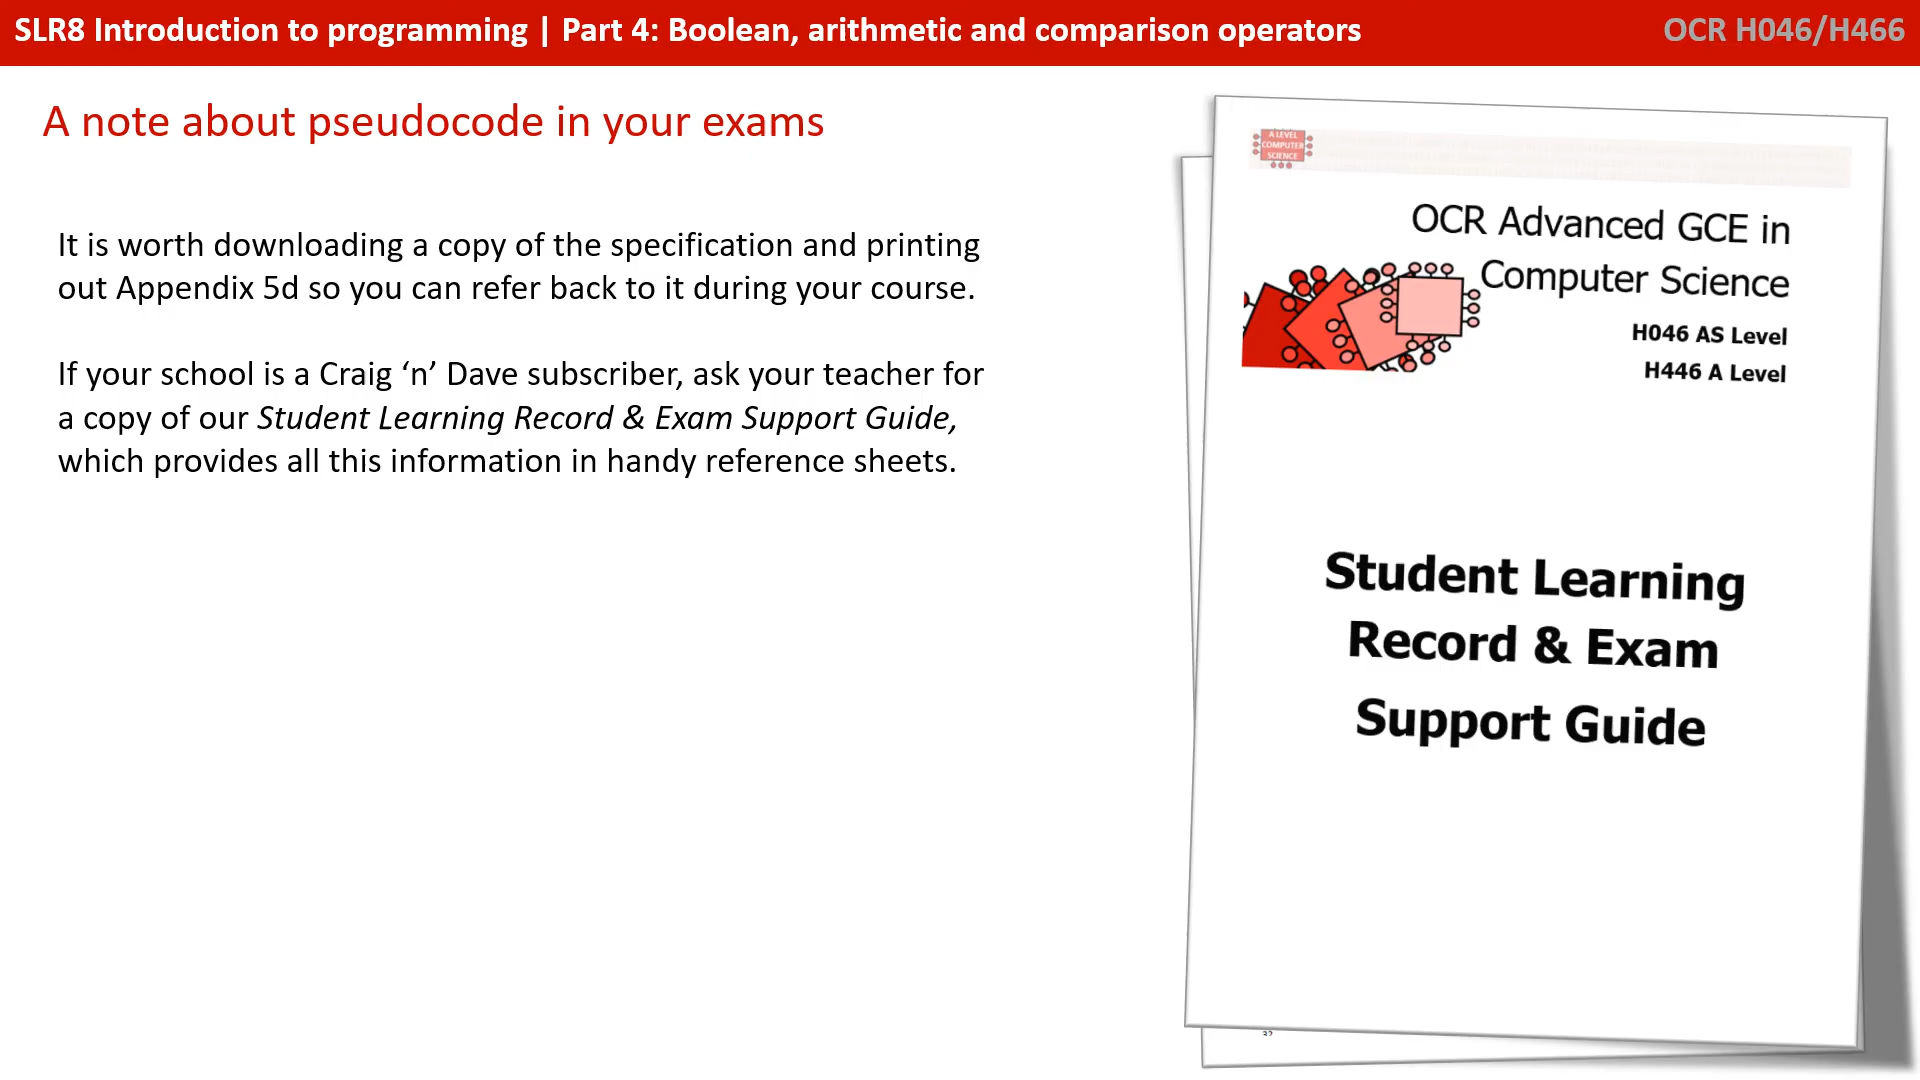 SLR8 Introduction to programming | Part 4: Boolean, arithmetic and comparison operators
OCR H046/H466
A note about pseudocode in your exams
It is worth downloading a copy of the specification and printing
out Appendix 5d so you can refer back to it during your course.
If your school is a Craig ‘n’ Dave subscriber, ask your teacher for
a copy of our Student Learning Record & Exam Support Guide,
which provides all this information in handy reference sheets.
A LEVEL
COMPUTER
SCIENCE
OCR Advanced GCE in
Computer Science
H046 AS Level
H446 A Level
Student Learning
Record & Exam
Support Guide